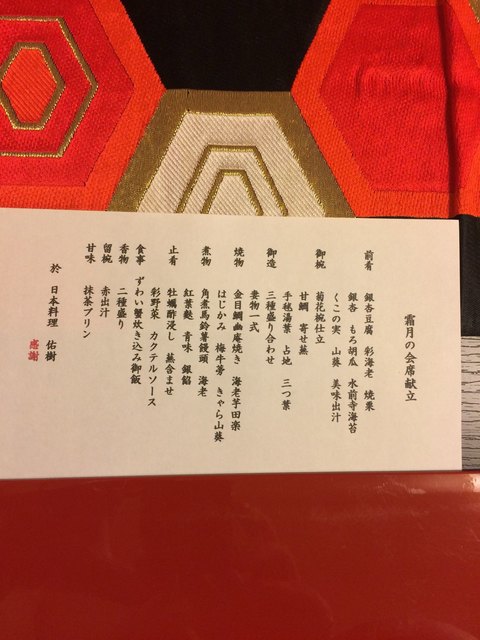 霜月の会席献立
前肴 銀杏豆腐 彩海老 焼栗
銀杏 もろ胡瓜 水前寺海苔
くこの実 山葵 美味出汁
御椀 菊花椀仕立
甘鯛 寄せ蒸
手毬湯葉 占地 三つ葉
御造 三種盛り合わせ
妻物一式
焼物 金目鯛幽庵焼き 海老芋田楽
はじかみ 梅牛蒡 きゃら山葵
煮物 角煮馬鈴薯饅頭 海老
紅葉麩 青味 銀餡
止肴 牡蠣酢浸し 蕪含ませ
彩野菜 カクテルソース
食事 ずわい蟹炊き込み御飯
香物 二種盛り
留椀 赤出汁
甘味 抹茶プリン
於 日本料理 佑樹
感謝